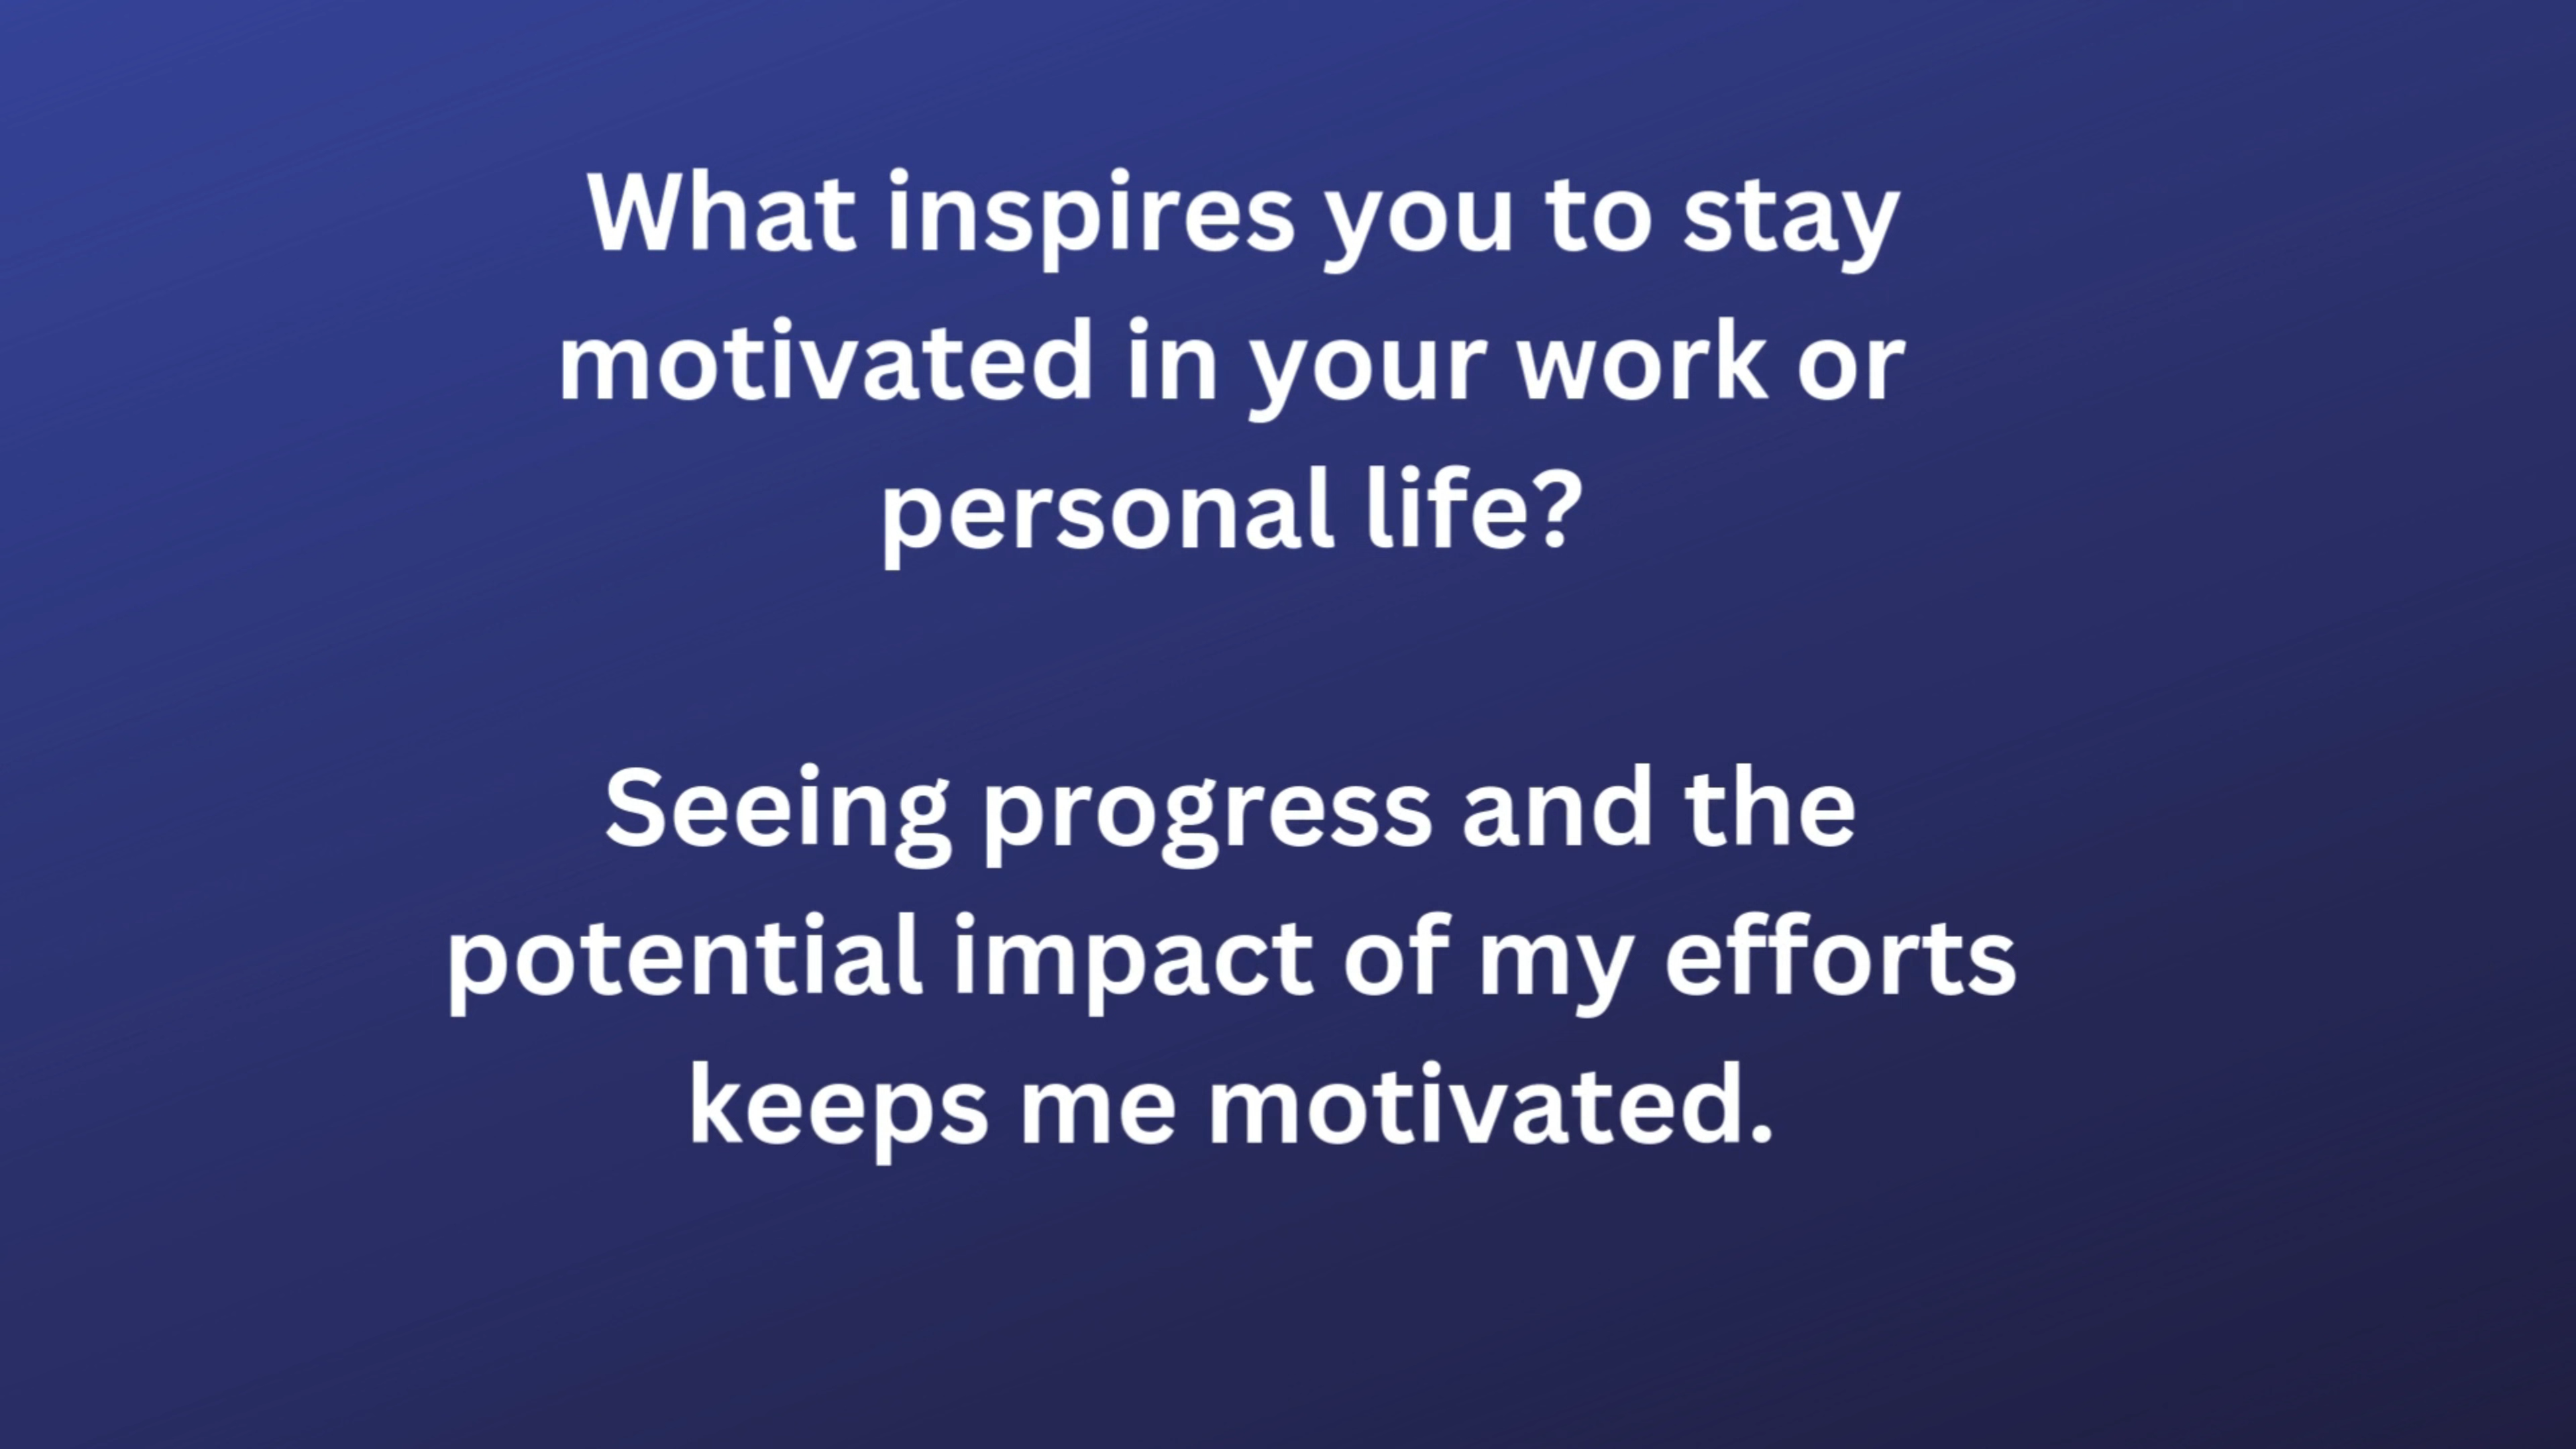 What inspires you to stay
motivated in your work or
personal life?
Seeing progress and the
potential impact of my efforts
keeps me motivated.